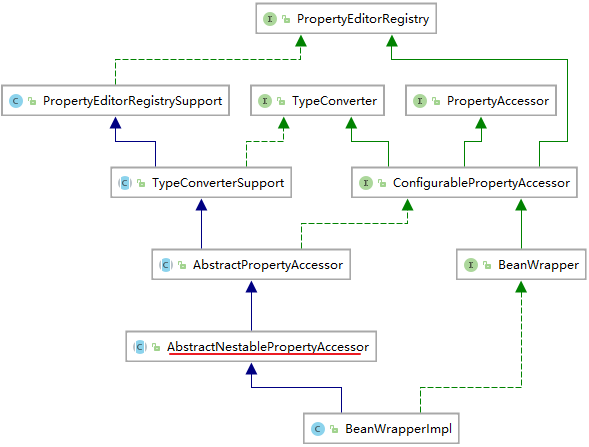 I PropertyEditorRegistry
C PropertyEditorRegistrySupport
I TypeConverter
I PropertyAccessor
C TypeConverterSupport
I ConfigurablePropertyAccessor
C AbstractPropertyAccessor
I BeanWrapper
C AbstractNestablePropertyAccessor
C BeanWrapperImpl